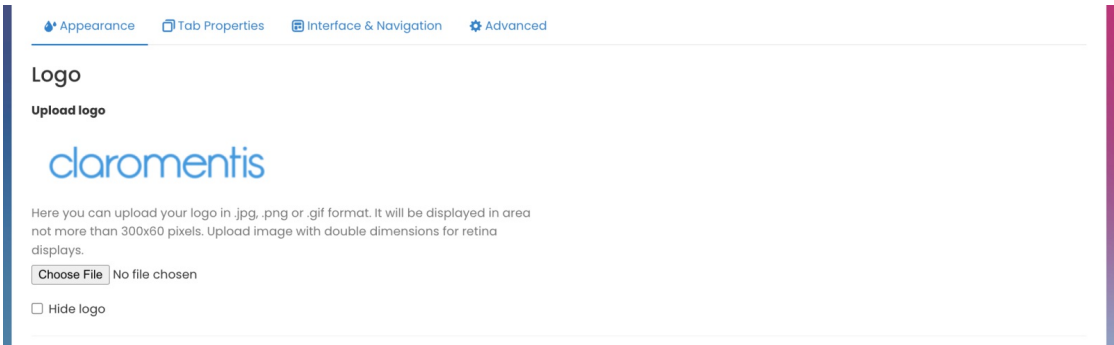 Appearance Tab Properties Interface & Navigation Advanced
Logo
Upload logo
claromentis
Here you can upload your logo in .jpg, .png or .gif format. It will be displayed in area
not more than 300x60 pixels. Upload image with double dimensions for retina
displays.
Choose File No file chosen
Hide logo